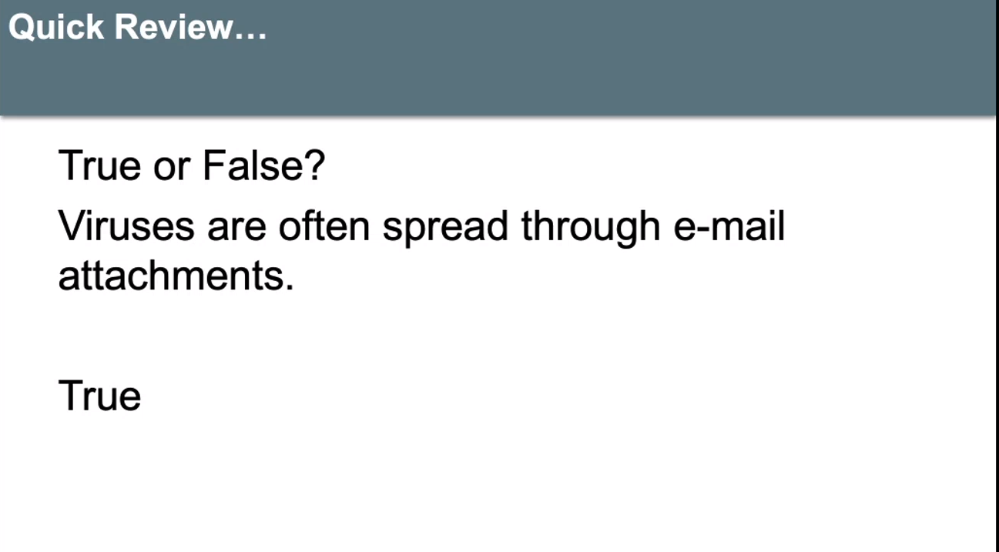 Quick Review…
True or False?
Viruses are often spread through e-mail
attachments.
True